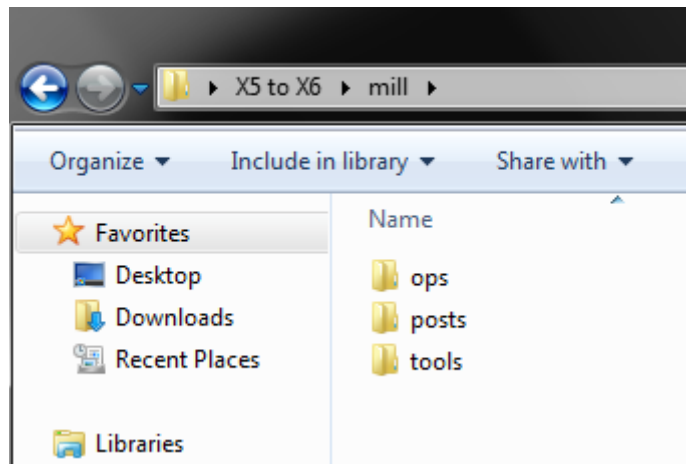 X5 to X6 mill
Organize Include in library Share with
Favorites
Desktop
Downloads
Recent Places
Libraries
Name
ops
posts
tools